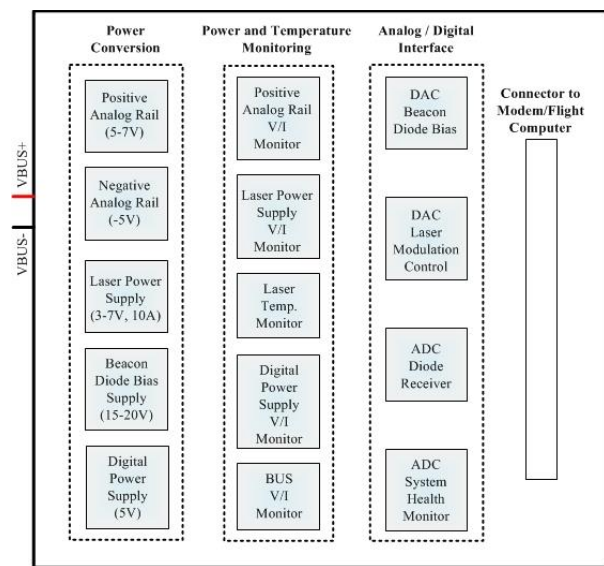 Power
Conversion
Positive
Analog Rail
(5-7V)
Negative
Analog Rail
(-5V)
Laser Power
Supply
(3-7V, 10A)
Beacon
Diode Bias
Supply
(15-20V)
Digital
Power
Supply
(5V)
Power and Temperature
Monitoring
Positive
Analog Rail
V/I
Monitor
Laser Power
Supply
V/I
Monitor
Laser
Temp.
Monitor
Digital
Power
Supply
V/I
Monitor
BUS
V/I
Monitor
Analog / Digital
Interface
DAC
Beacon
Diode Bias
DAC
Laser
Modulation
Control
ADC
Diode
Receiver
ADC
System
Health
Monitor
Connector to
Modem/Flight
Computer
VBUS+
VBUS-